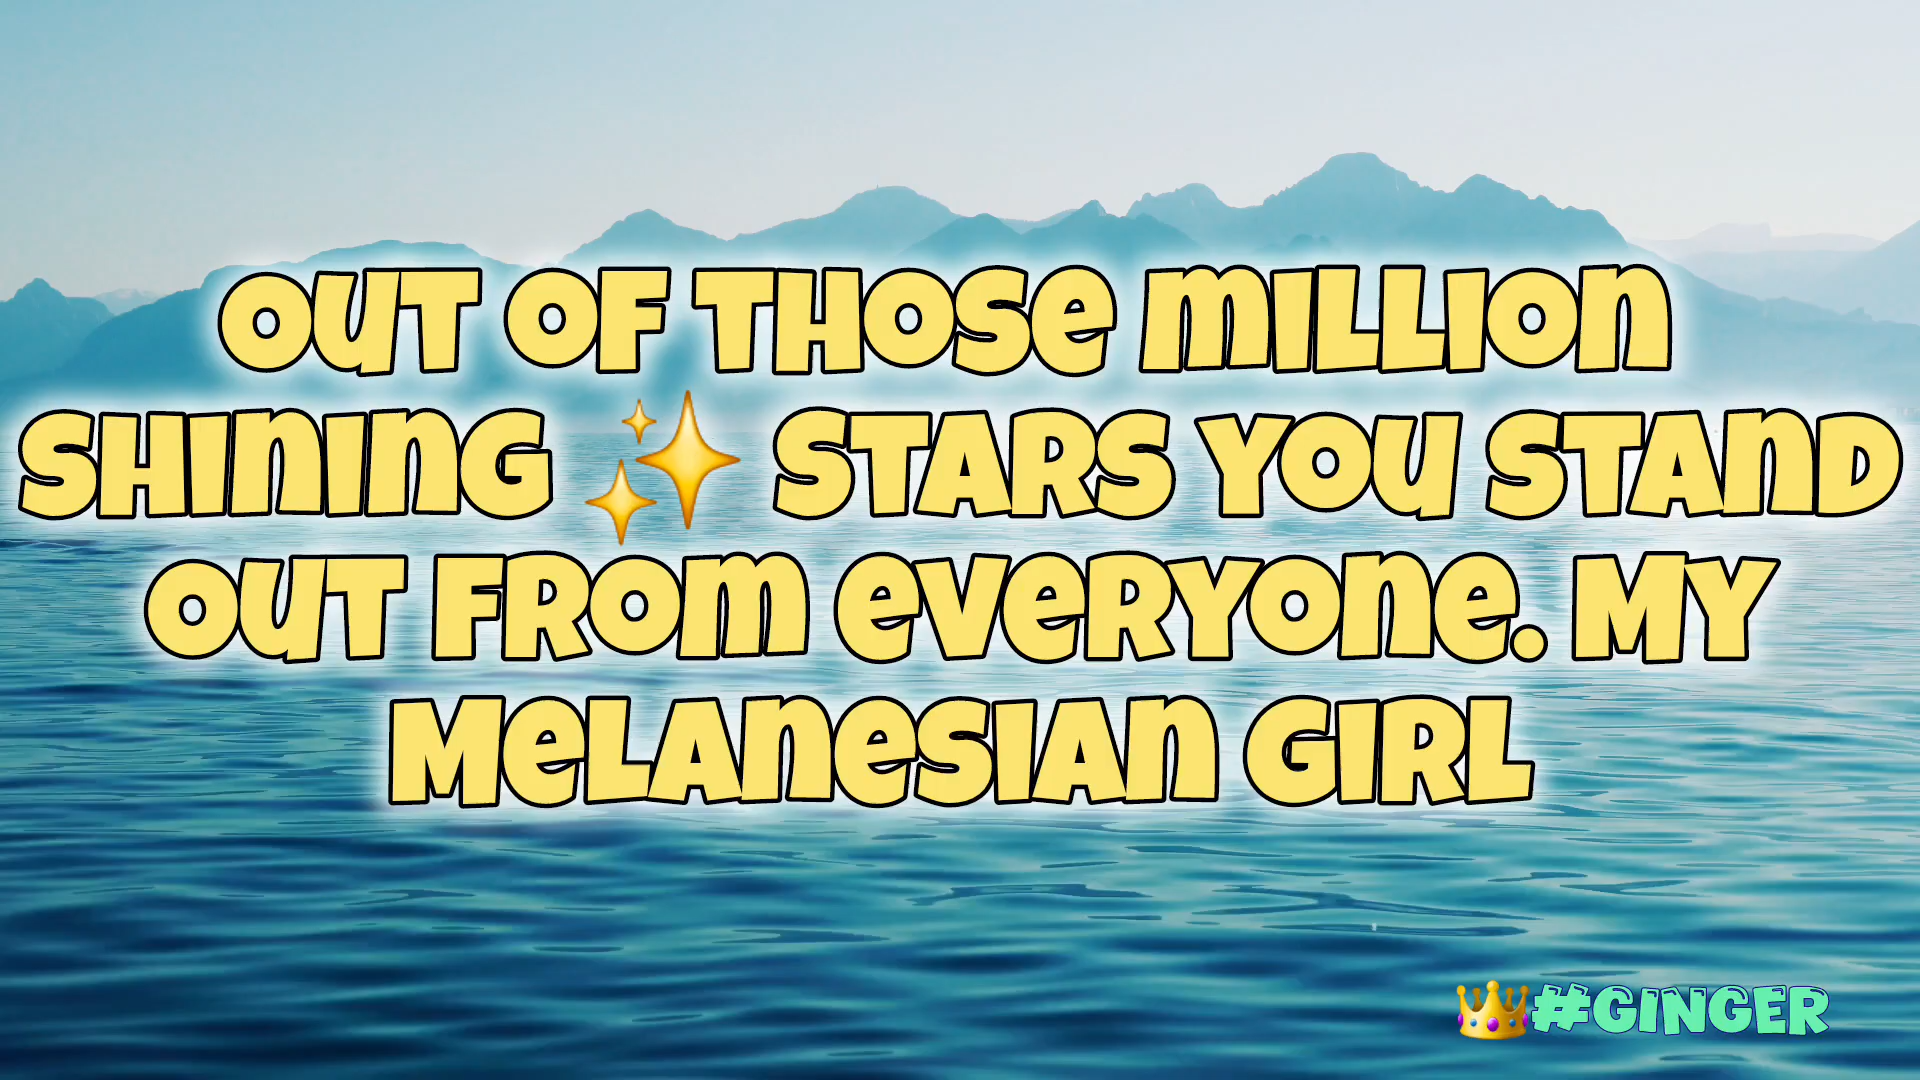 OUT OF THOSE MILLION
SHINING ✨ STARS YOU STAND
OUT FROM EVERYONE. MY
MELANESIAN GIRL
👑#GINGER